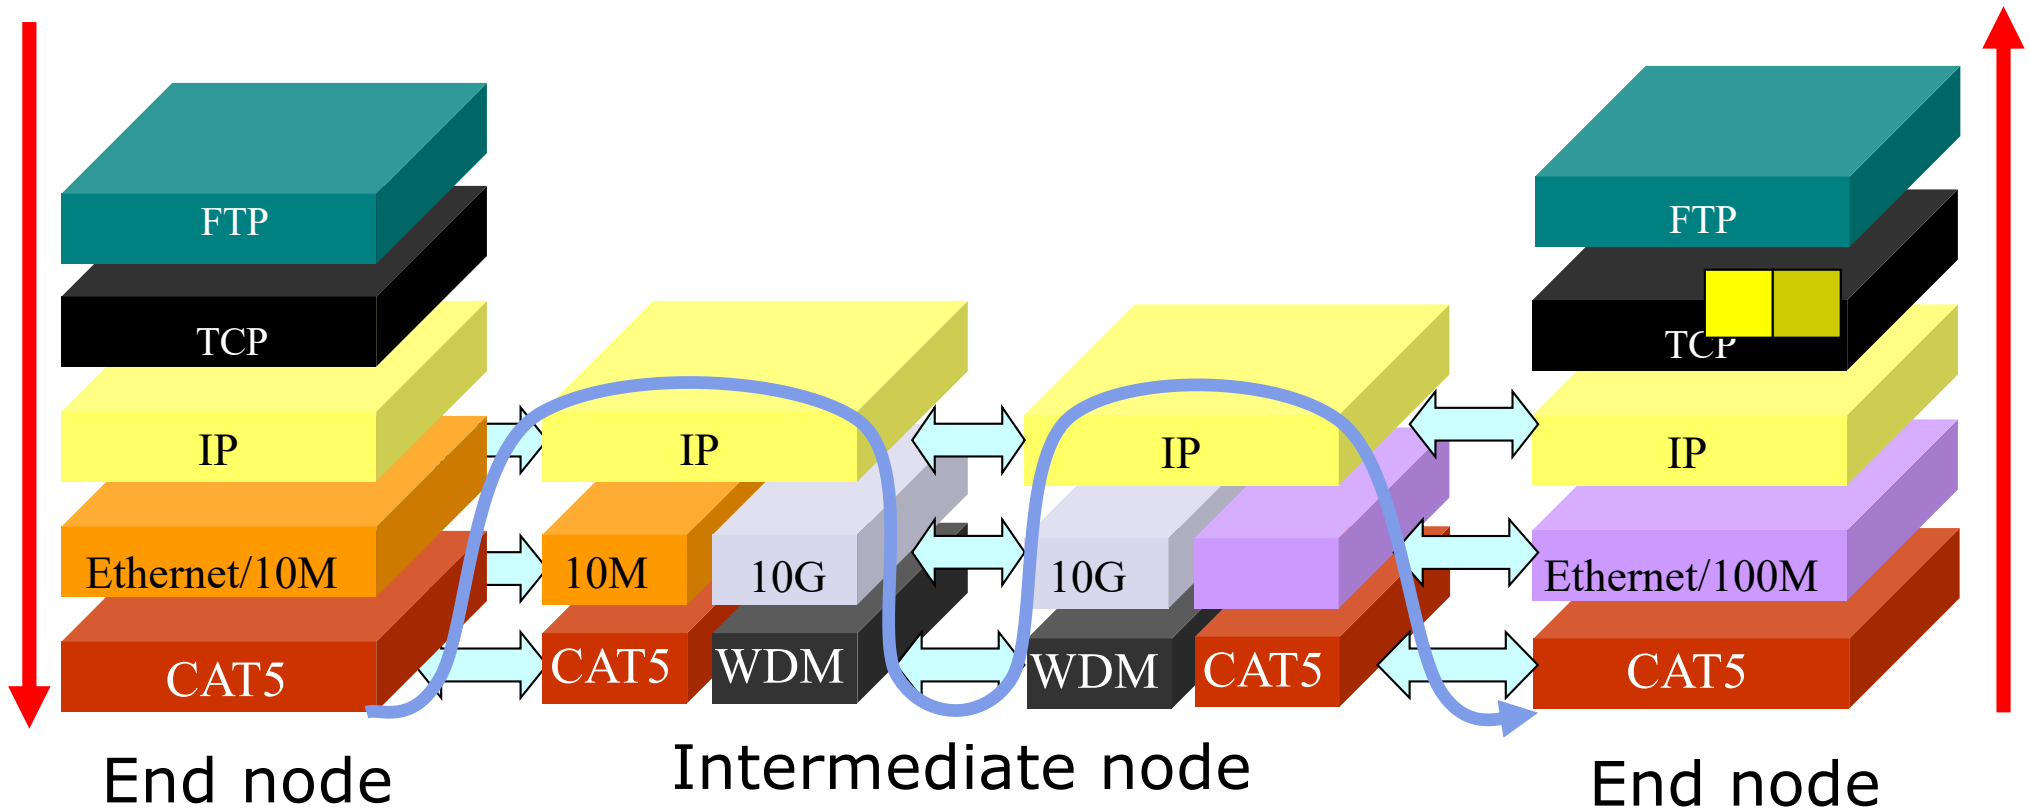 FTP
TCP
IP
Ethernet/10M
CAT5
End node
IP
10M
10G
CAT5
WDM
IP
10G
WDM
CAT5
Intermediate node
FTP
TCP
IP
Ethernet/100M
CAT5
End node